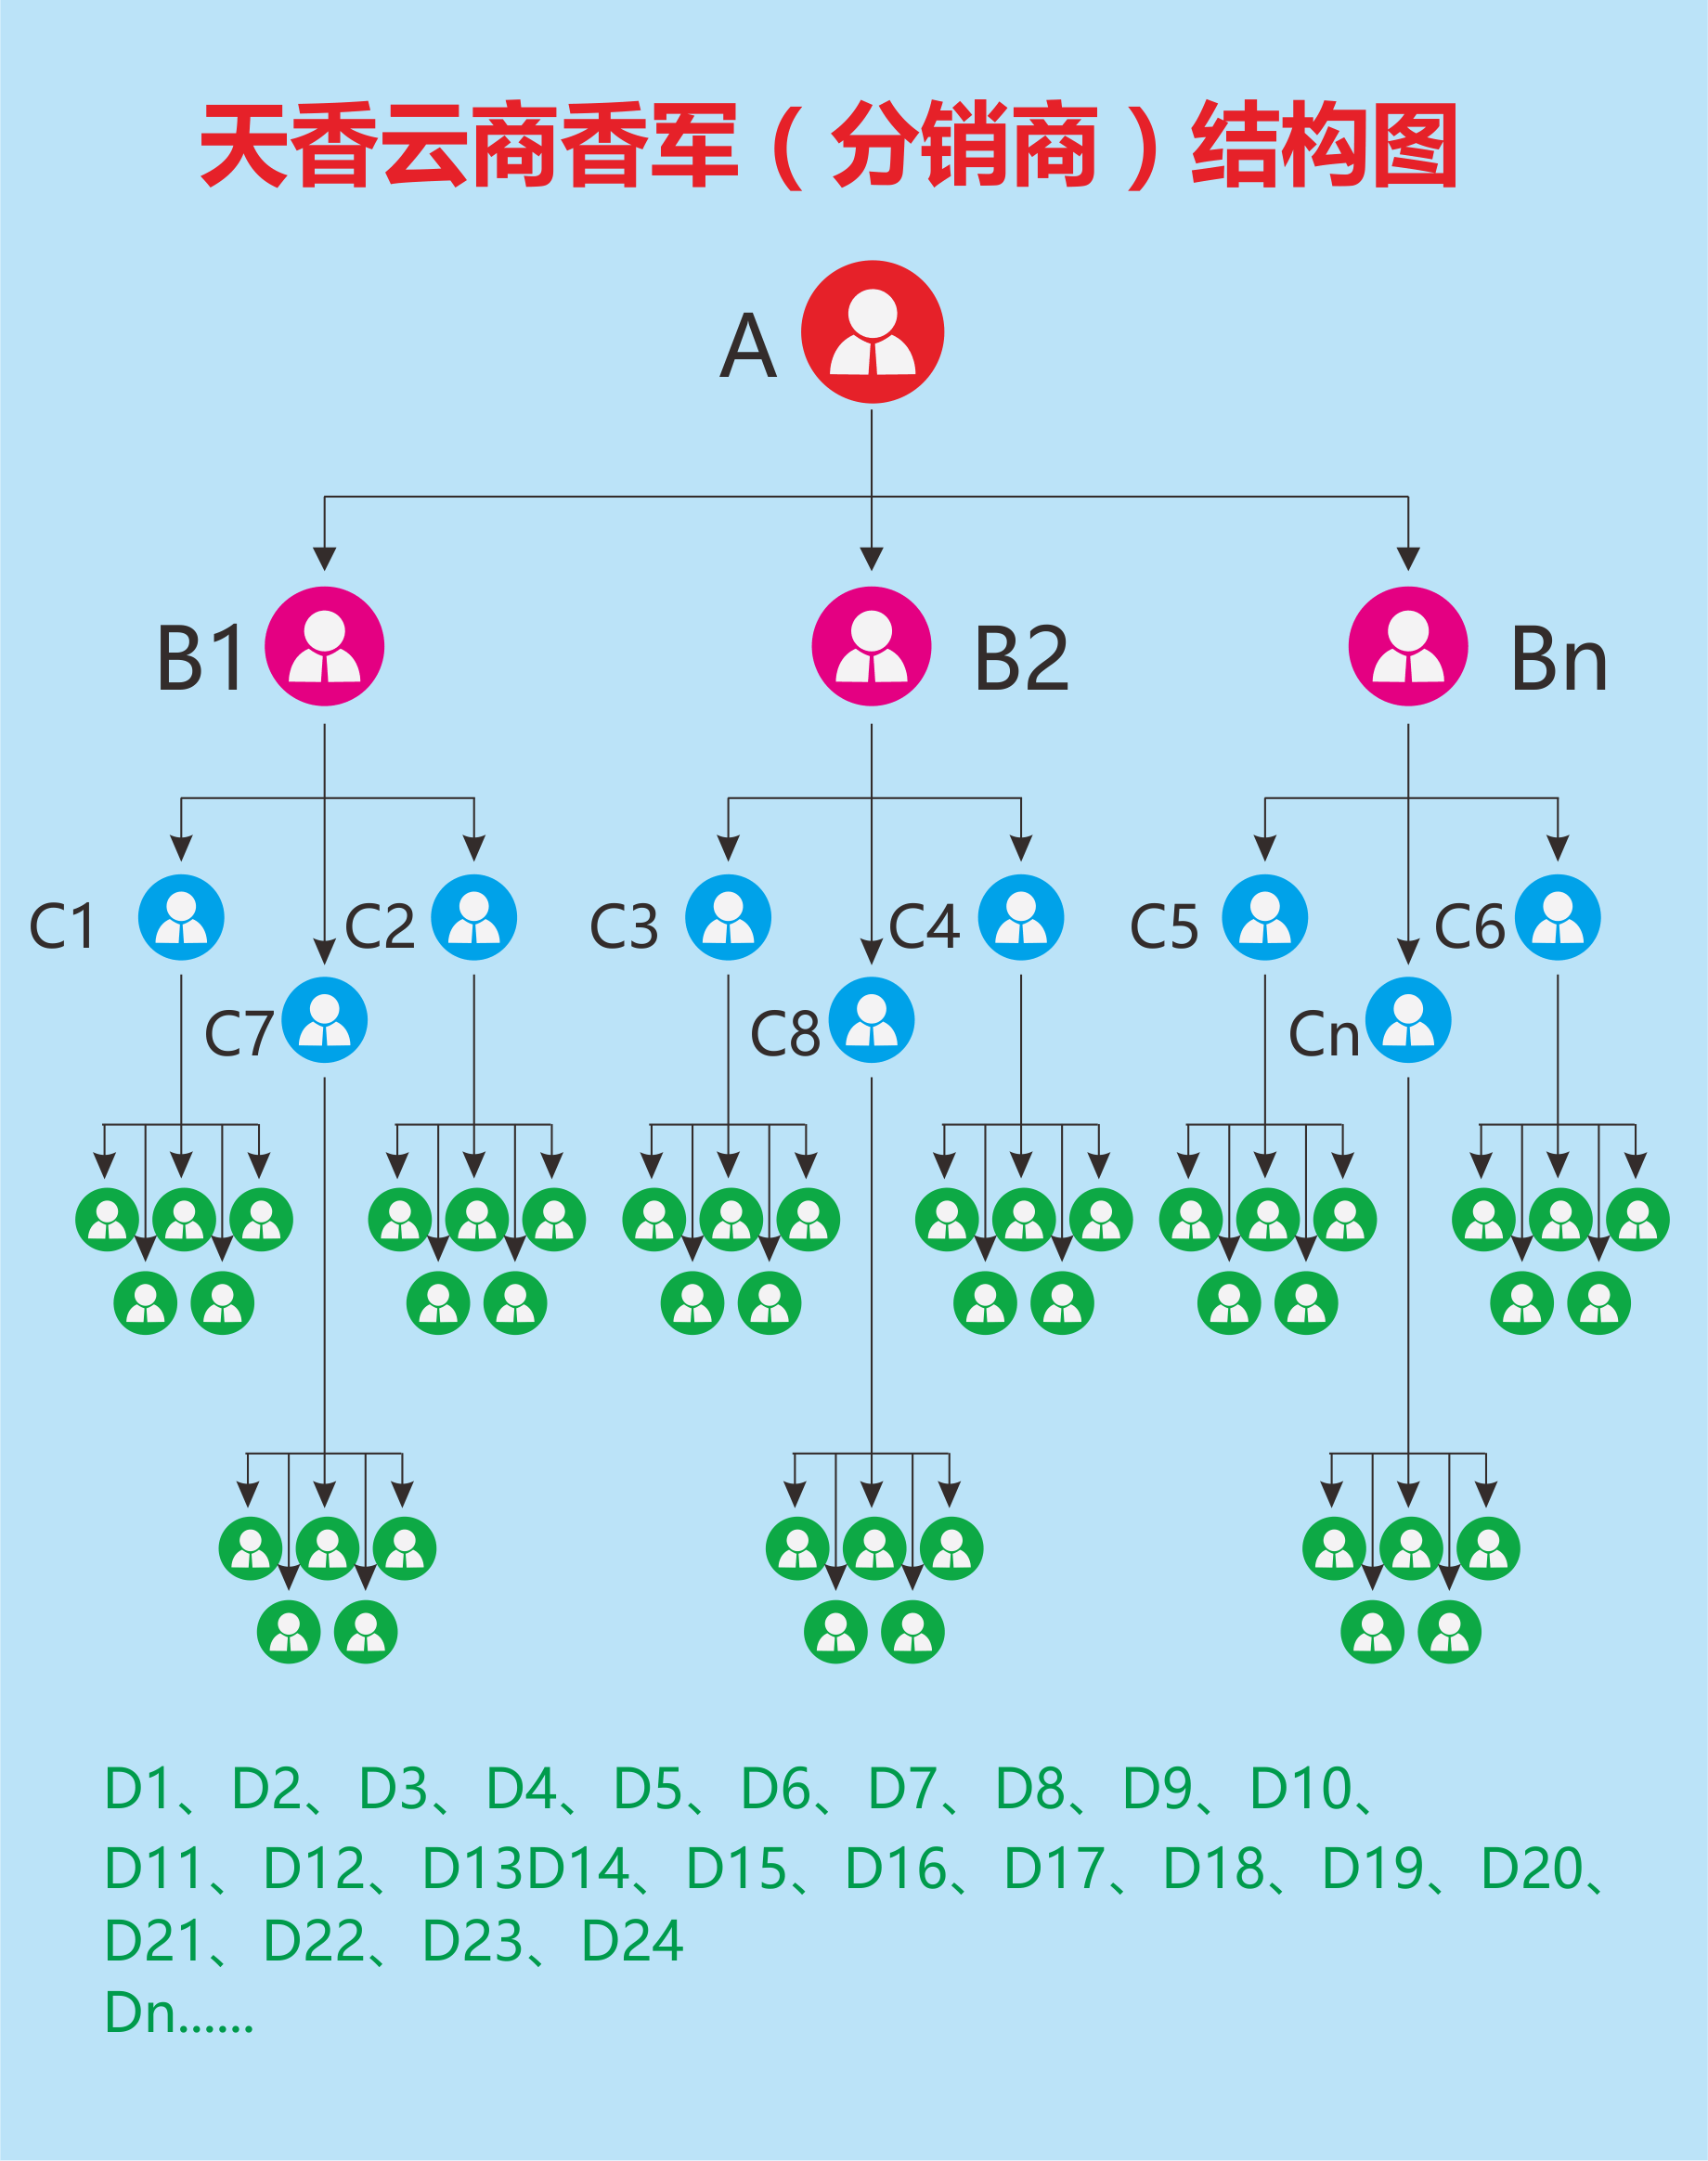 天香云商香军（分销商）结构图
A
B1
B2
Bn
C1
C2
C3
C4
C5
C6
C7
C8
Cn
D1、D2、D3、D4、D5、D6、D7、D8、D9、D10、
D11、D12、D13D14、D15、D16、D17、D18、D19、D20、
D21、D22、D23、D24
Dn......